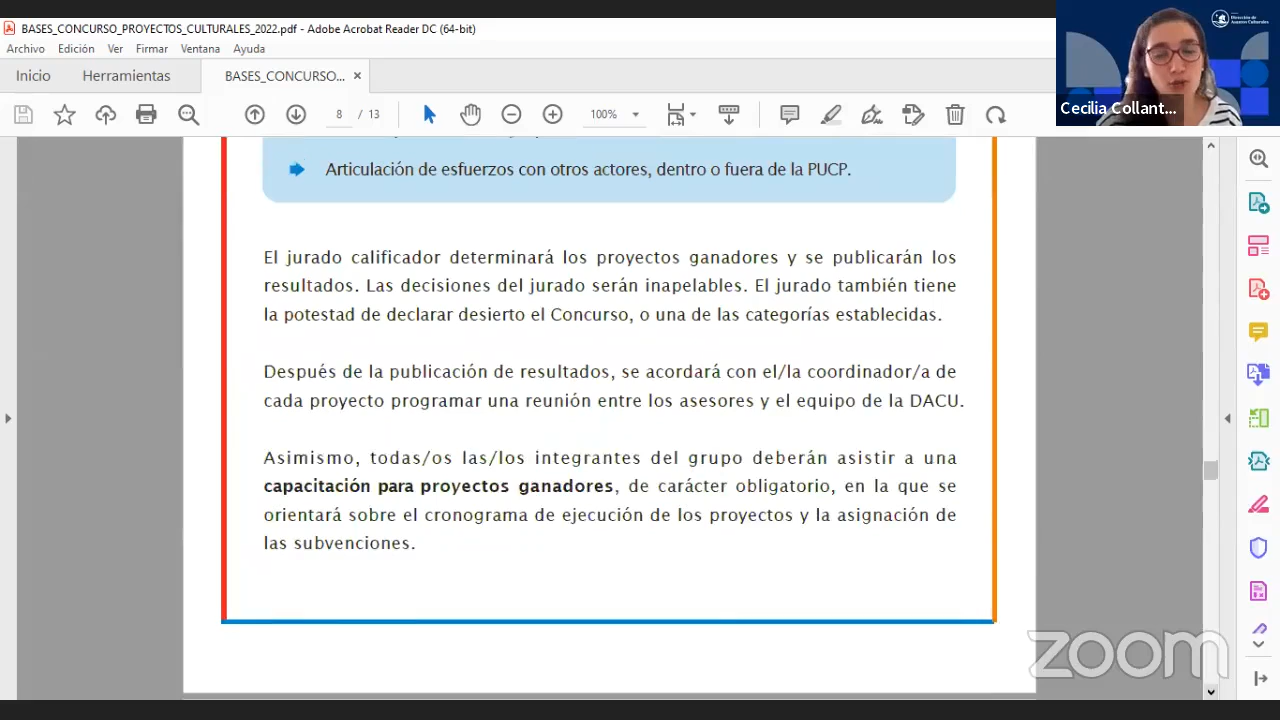 BASES_CONCURSO_PROYECTOS_CULTURALES_2022.pdf - Adobe Acrobat Reader DC (64-bit)
Archivo Edición Ver Firmar Ventana Ayuda
Inicio Herramientas BASES_CONCURSO... ×
8 / 13 100%
Dirección de
Asuntos Culturales
Cecilia Collant...
Articulación de esfuerzos con otros actores, dentro o fuera de la PUCP.
El jurado calificador determinará los proyectos ganadores y se publicarán los
resultados. Las decisiones del jurado serán inapelables. El jurado también tiene
la potestad de declarar desierto el Concurso, o una de las categorías establecidas.
Después de la publicación de resultados, se acordará con el/la coordinador/a de
cada proyecto programar una reunión entre los asesores y el equipo de la DACU.
Asimismo, todas/os las/los integrantes del grupo deberán asistir a una
capacitación para proyectos ganadores, de carácter obligatorio, en la que se
orientará sobre el cronograma de ejecución de los proyectos y la asignación de
las subvenciones.
zoom